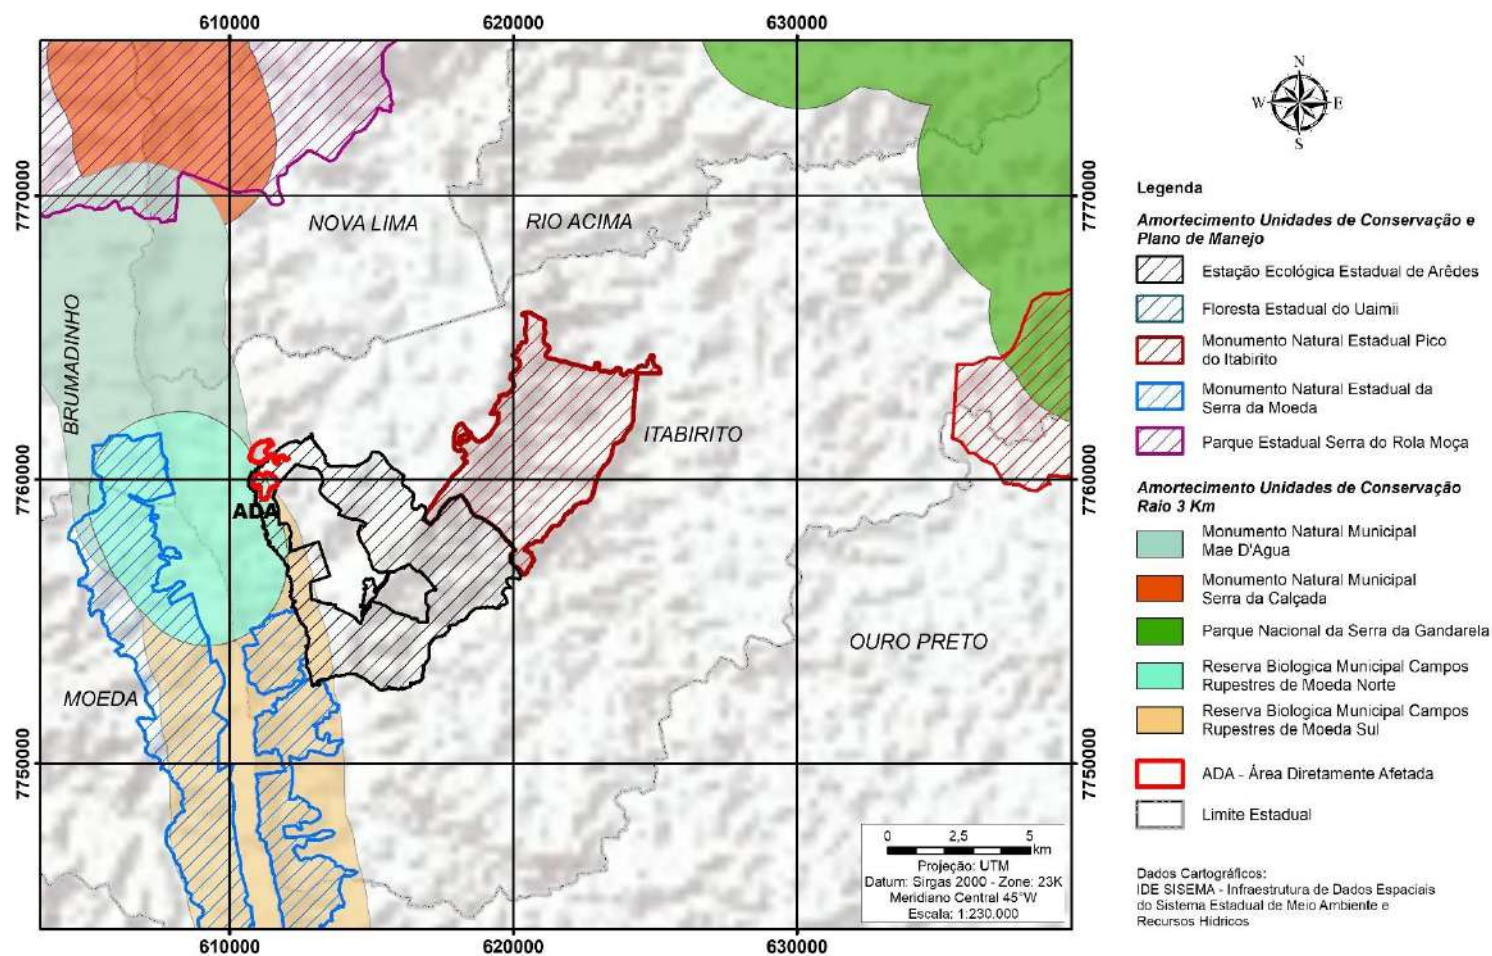 610000
620000
630000
7770000
7770000
NOVA LIMA
RIO ACIMA
BRUMADINHO
ITABIRITO
7760000
7760000
ADA
OURO PRETO
MOEDA
7750000
7750000
0 2,5 5
km
Projeção: UTM
Datum: Sirgas 2000 - Zone: 23K
Meridiano Central 45°W
Escala: 1:230.000
610000
620000
630000
N
W
E
S
Legenda
Amortecimento Unidades de Conservação e
Plano de Manejo
Estação Ecológica Estadual de Arêdes
Floresta Estadual do Uaimii
Monumento Natural Estadual Pico
do Itabirito
Monumento Natural Estadual da
Serra da Moeda
Parque Estadual Serra do Rola Moça
Amortecimento Unidades de Conservação
Raio 3 Km
Monumento Natural Municipal
Mae D'Agua
Monumento Natural Municipal
Serra da Calçada
Parque Nacional da Serra da Gandarela
Reserva Biologica Municipal Campos
Rupestres de Moeda Norte
Reserva Biologica Municipal Campos
Rupestres de Moeda Sul
ADA - Área Diretamente Afetada
Limite Estadual
Dados Cartográficos:
IDE SISEMA - Infraestrutura de Dados Espaciais
do Sistema Estadual de Meio Ambiente e
Recursos Hídricos